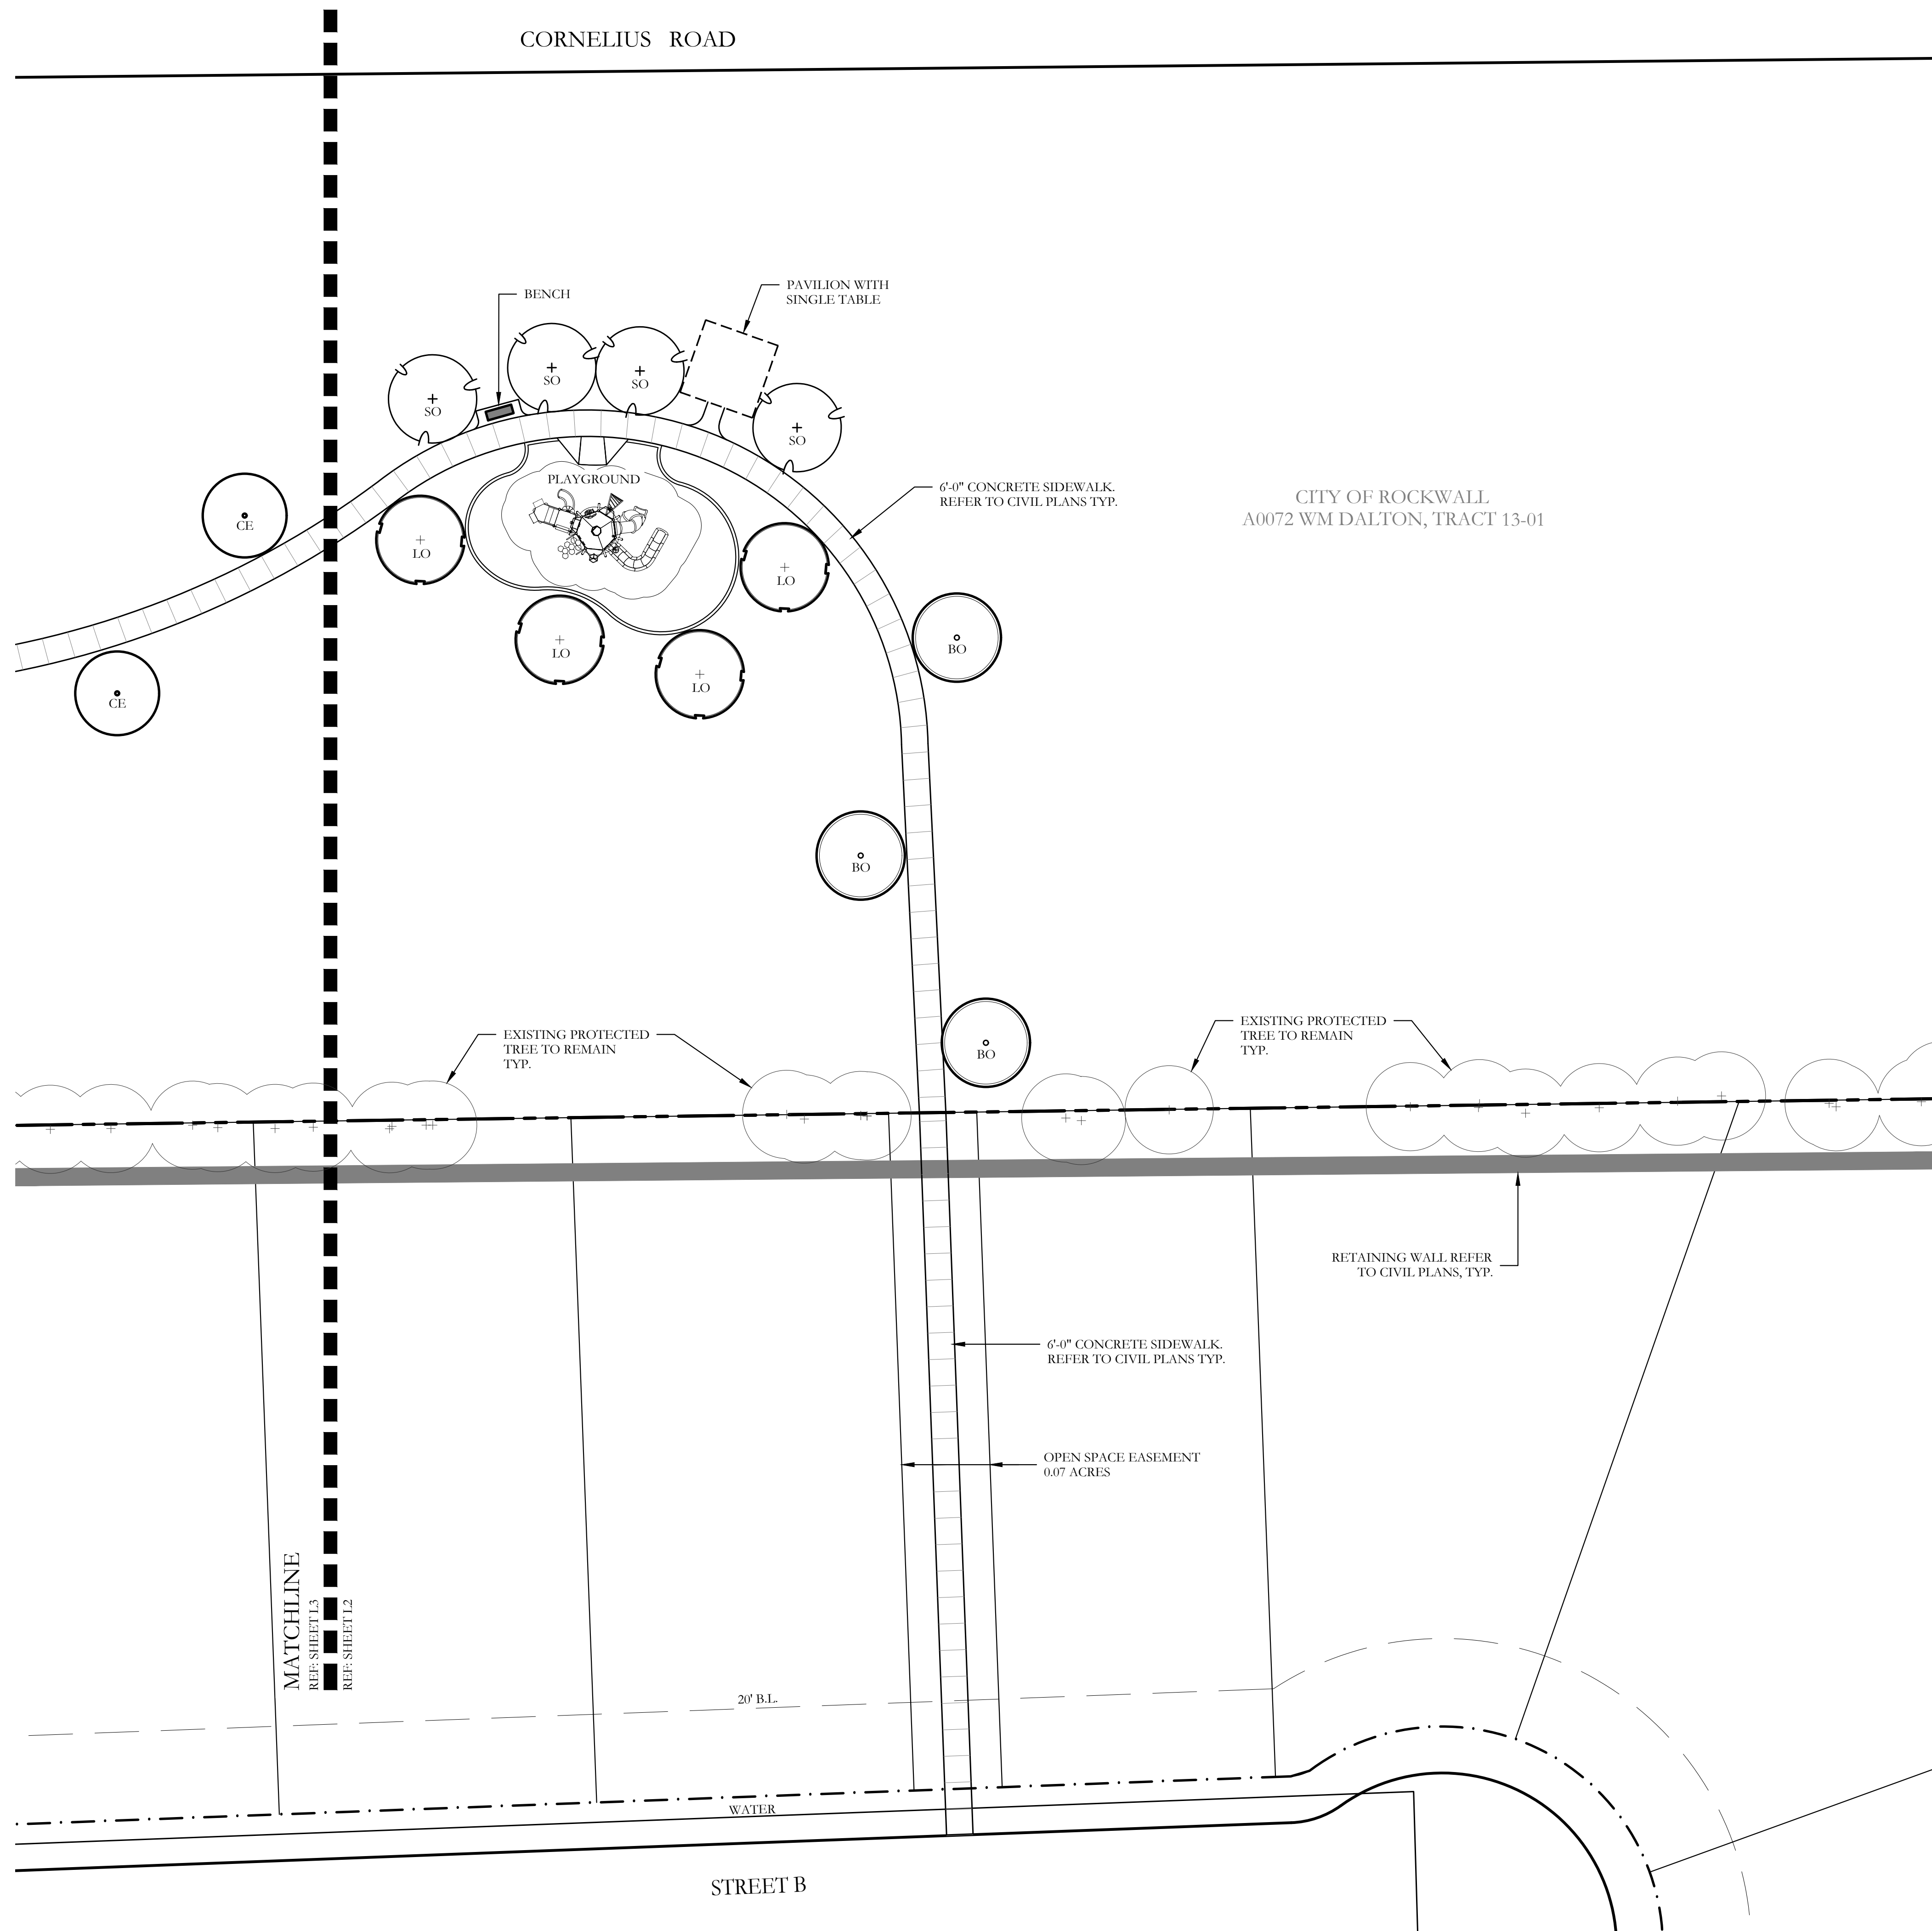 CORNELIUS ROAD
BENCH
PAVILION WITH
SINGLE TABLE
SO
SO
SO
SO
PLAYGROUND
6'-0" CONCRETE SIDEWALK.
REFER TO CIVIL PLANS TYP.
CITY OF ROCKWALL
A0072 WM DALTON, TRACT 13-01
CE
LO
LO
LO
LO
BO
CE
BO
BO
EXISTING PROTECTED
TREE TO REMAIN
TYP.
EXISTING PROTECTED
TREE TO REMAIN
TYP.
RETAINING WALL REFER
TO CIVIL PLANS, TYP.
6'-0" CONCRETE SIDEWALK.
REFER TO CIVIL PLANS TYP.
OPEN SPACE EASEMENT
0.07 ACRES
MATCHLINE
REF: SHEET L3
REF: SHEET L2
20' B.L.
WATER
STREET B